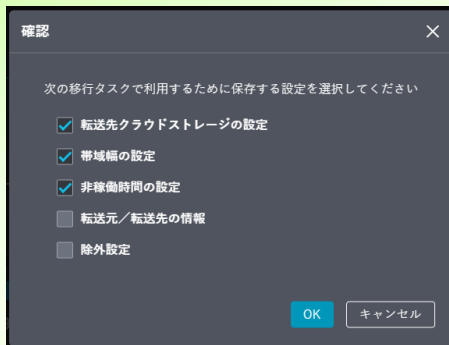 確認
次の移行タスクで利用するために保存する設定を選択してください
転送先クラウドストレージの設定
帯域幅の設定
非稼働時間の設定
転送元／転送先の情報
除外設定
OK
キャンセル